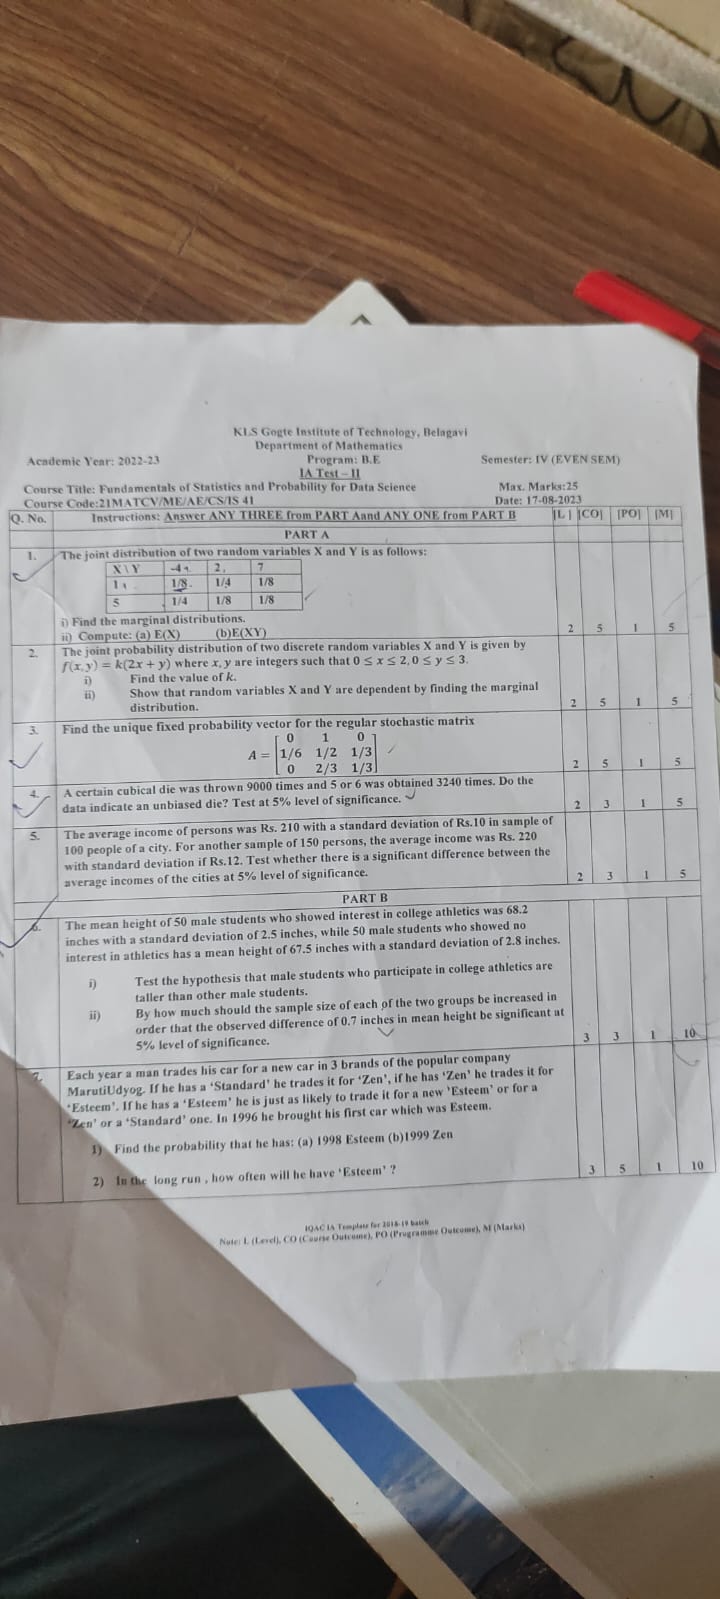 KLS Gogte Institute of Technology, Belagavi
Department of Mathematics
Academic Year: 2022-23 Program: B.E Semester: IV (EVEN SEM)
IA Test – II
Course Title: Fundamentals of Statistics and Probability for Data Science Max. Marks:25
Course Code:21MATCV/ME/AE/CS/IS 41 Date: 17-08-2023
Q. No. Instructions: Answer ANY THREE from PART Aand ANY ONE from PART B [L] [CO] [PO] [M]
PART A
1. The joint distribution of two random variables X and Y is as follows:
X \ Y -4 2 7
1 1/8 1/4 1/8
5 1/4 1/8 1/8
i) Find the marginal distributions.
ii) Compute: (a) E(X) (b)E(XY) 2 5 1 5
2. The joint probability distribution of two discrete random variables X and Y is given by
f(x,y) = k(2x + y) where x, y are integers such that 0 ≤ x ≤ 2, 0 ≤ y ≤ 3.
i) Find the value of k.
ii) Show that random variables X and Y are dependent by finding the marginal
distribution. 2 5 1 5
3. Find the unique fixed probability vector for the regular stochastic matrix
0 1 0
A = 1/6 1/2 1/3
0 2/3 1/3 2 5 1 5
4. A certain cubical die was thrown 9000 times and 5 or 6 was obtained 3240 times. Do the
data indicate an unbiased die? Test at 5% level of significance. 2 3 1 5
5. The average income of persons was Rs. 210 with a standard deviation of Rs.10 in sample of
100 people of a city. For another sample of 150 persons, the average income was Rs. 220
with standard deviation if Rs.12. Test whether there is a significant difference between the
average incomes of the cities at 5% level of significance. 2 3 1 5
PART B
6. The mean height of 50 male students who showed interest in college athletics was 68.2
inches with a standard deviation of 2.5 inches, while 50 male students who showed no
interest in athletics has a mean height of 67.5 inches with a standard deviation of 2.8 inches.
i) Test the hypothesis that male students who participate in college athletics are
taller than other male students.
ii) By how much should the sample size of each of the two groups be increased in
order that the observed difference of 0.7 inches in mean height be significant at
5% level of significance. 3 3 1 10
7. Each year a man trades his car for a new car in 3 brands of the popular company
MarutiUdyog. If he has a ‘Standard’ he trades it for ‘Zen’, if he has ‘Zen’ he trades it for
‘Esteem’. If he has a ‘Esteem’ he is just as likely to trade it for a new ’Esteem’ or for a
‘Zen’ or a ‘Standard’ one. In 1996 he brought his first car which was Esteem.
1) Find the probability that he has: (a) 1998 Esteem (b)1999 Zen
2) In the long run , how often will he have ‘Esteem’ ? 3 5 1 10
IQAC IA Template for 2018-19 batch
Note: L (Level), CO (Course Outcome), PO (Programme Outcome), M (Marks)